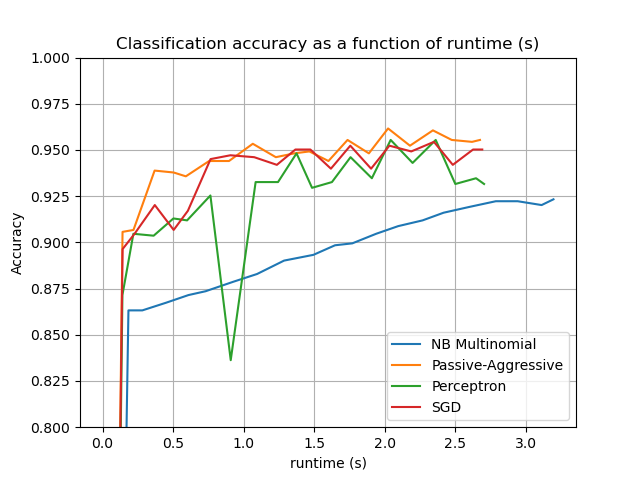 Classification accuracy as a function of runtime (s)
1.000
0.975
0.950
0.925
0.900
0.875
0.850
0.825
0.800
Accuracy
0.0 0.5 1.0 1.5 2.0 2.5 3.0
runtime (s)
NB Multinomial
Passive-Aggressive
Perceptron
SGD